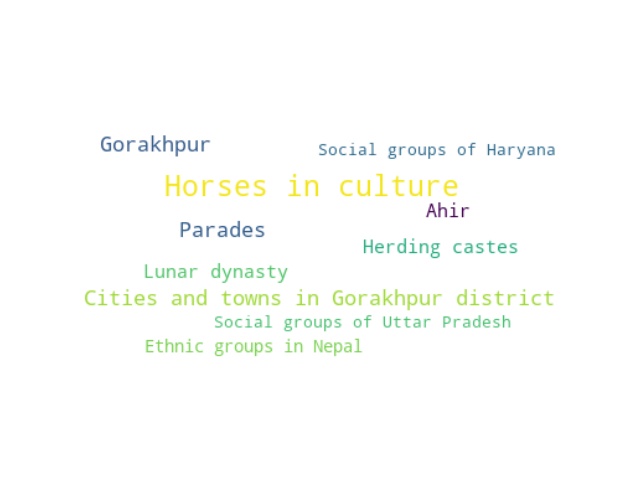 Gorakhpur
Social groups of Haryana
Horses in culture
Ahir
Parades
Herding castes
Lunar dynasty
Cities and towns in Gorakhpur district
Social groups of Uttar Pradesh
Ethnic groups in Nepal